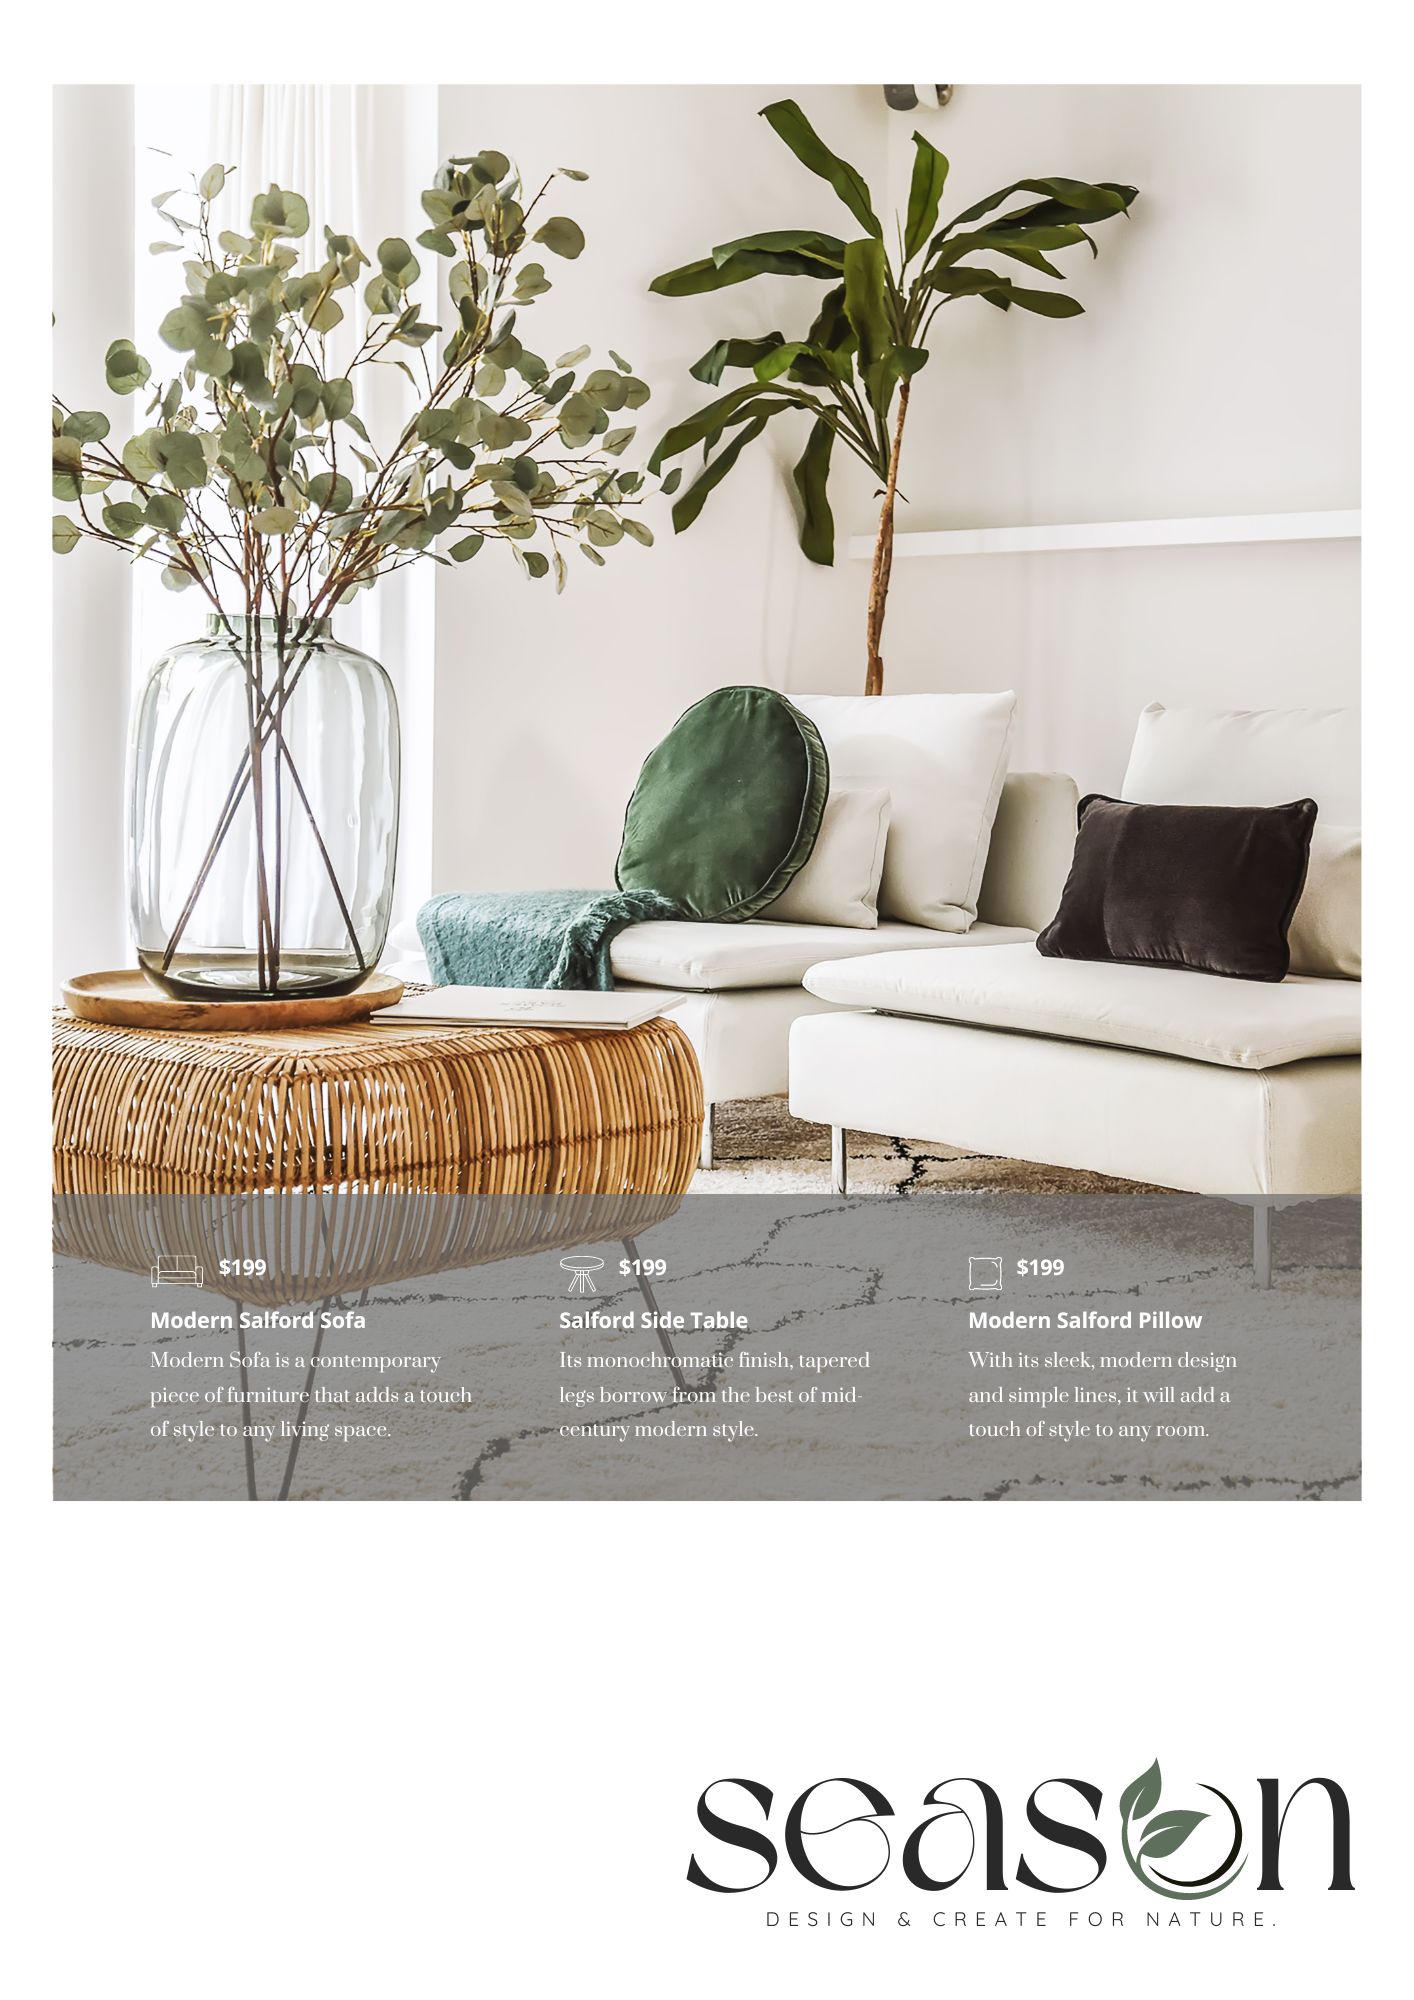 $199
Modern Salford Sofa
Modern Sofa is a contemporary
piece of furniture that adds a touch
of style to any living space.
$199
Salford Side Table
Its monochromatic finish, tapered
legs borrow from the best of mid-
century modern style.
$199
Modern Salford Pillow
With its sleek, modern design
and simple lines, it will add a
touch of style to any room.
season
DESIGN & CREATE FOR NATURE.